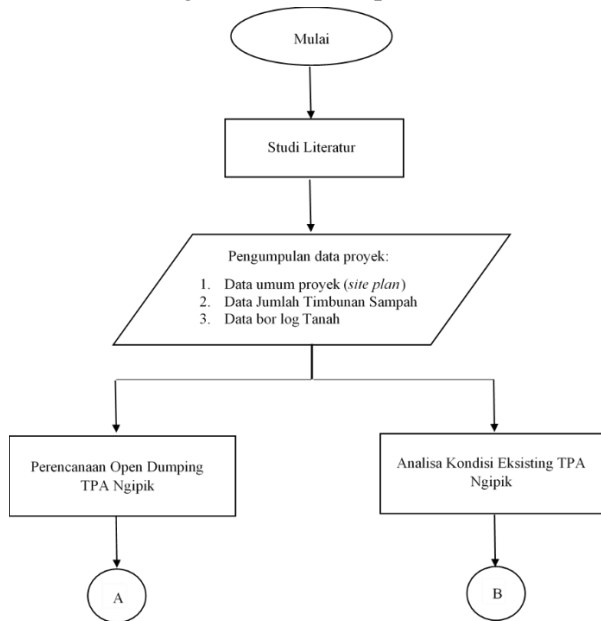 Mulai
Studi Literatur
Pengumpulan data proyek:
1. Data umum proyek (site plan)
2. Data Jumlah Timbunan Sampah
3. Data bor log Tanah
Perencanaan Open Dumping
TPA Ngipik
Analisa Kondisi Eksisting TPA
Ngipik
A
B